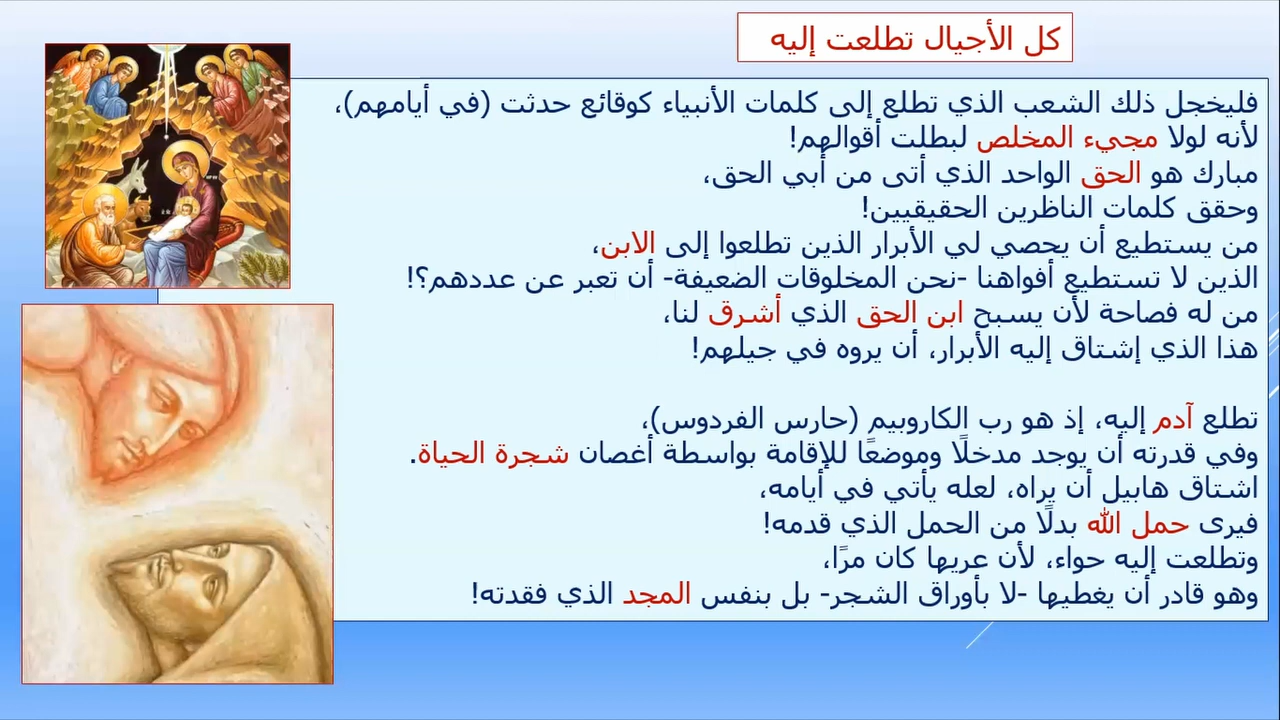 كل الأجيال تطلعت إليه
فليخجل ذلك الشعب الذي تطلع إلى كلمات الأنبياء كوقائع حدثت (في أيامهم)،
لأنه لولا مجيء المخلص لبطلت أقوالهم!
مبارك هو الحق الواحد الذي أتى من أبي الحق،
وحقق كلمات الناظرين الحقيقيين!
من يستطيع أن يحصي لي الأبرار الذين تطلعوا إلى الابن،
الذين لا تستطيع أفواهنا -نحن المخلوقات الضعيفة- أن تعبر عن عددهم؟!
من له فصاحة لأن يسبح ابن الحق الذي أشرق لنا،
هذا الذي إشتاق إليه الأبرار، أن يروه في جيلهم!
تطلع آدم إليه، إذ هو رب الكاروبيم (حارس الفردوس)،
وفي قدرته أن يوجد مدخلًا وموضعًا للإقامة بواسطة أغصان شجرة الحياة.
اشتاق هابيل أن يراه، لعله يأتي في أيامه،
فيرى حمل الله بدلًا من الحمل الذي قدمه!
وتطلعت إليه حواء، لأن عريها كان مرًا،
وهو قادر أن يغطيها -لا بأوراق الشجر- بل بنفس المجد الذي فقدته!